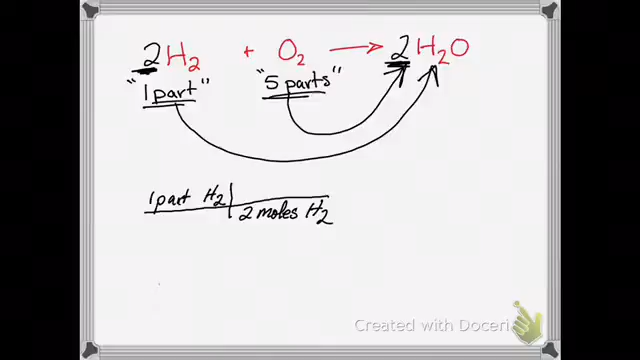 2H₂ + O₂ → 2H₂O
"1 part" "5 parts"
1 part H₂
2 moles H₂
Created with Doceri